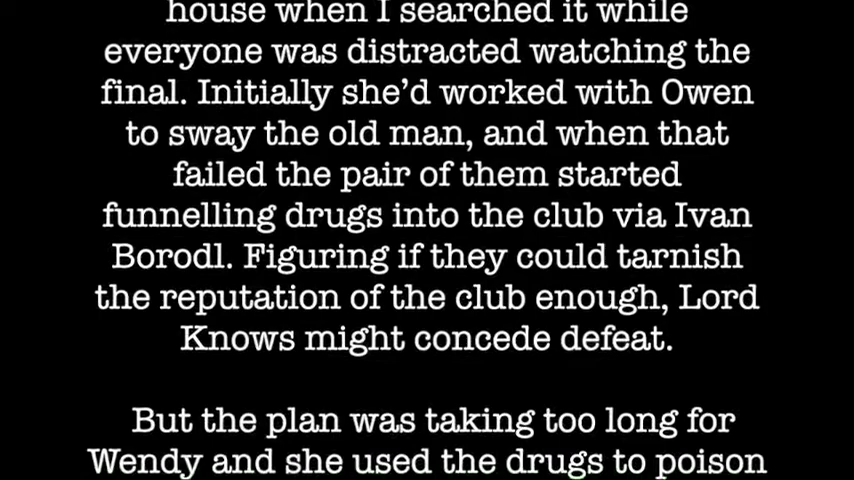 house when I searched it while
everyone was distracted watching the
final. Initially she’d worked with Owen
to sway the old man, and when that
failed the pair of them started
funnelling drugs into the club via Ivan
Borodl. Figuring if they could tarnish
the reputation of the club enough, Lord
Knows might concede defeat.
But the plan was taking too long for
Wendy and she used the drugs to poison